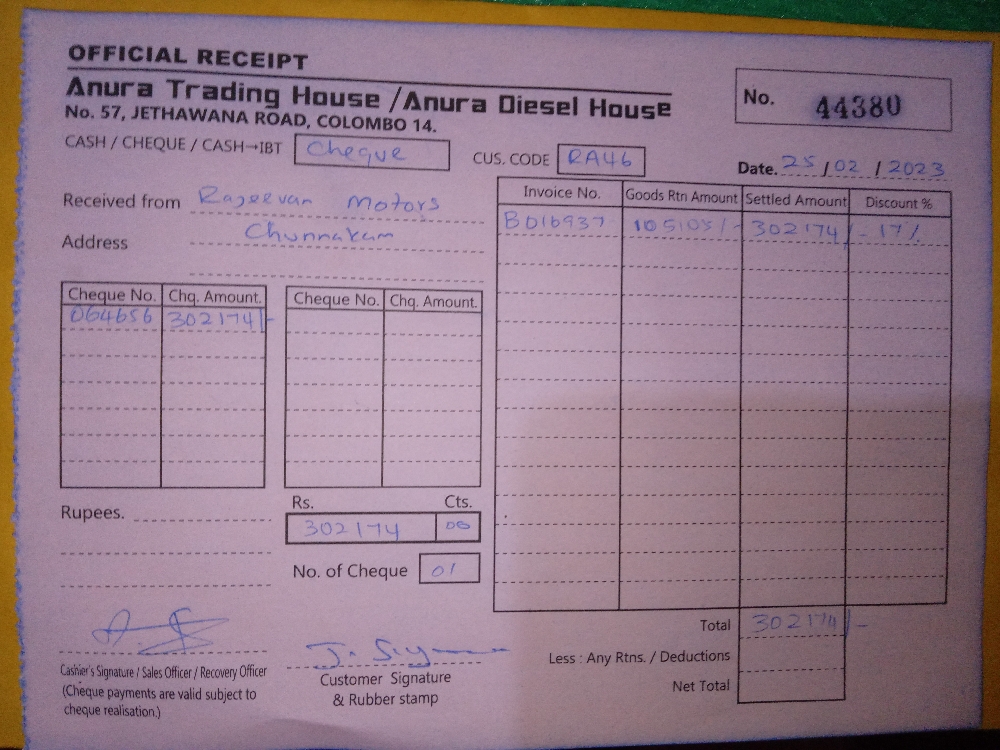 OFFICIAL RECEIPT
Anura Trading House / Anura Diesel House
No. 57, JETHAWANA ROAD, COLOMBO 14.
No. 44380
CASH / CHEQUE / CASH→IBT Cheque
CUS. CODE RA46
Date. 25 / 02 / 2023
Received from Rajeevan Motors
Address Chunnakam
Invoice No. Goods Rtn Amount Settled Amount Discount %
B016937 105105/- 302174/- 17%
Cheque No. Chq. Amount. Cheque No. Chq. Amount.
064656 302174/-
Rupees.
Rs. Cts.
302174 00
No. of Cheque 01
Total 302174/-
Less : Any Rtns. / Deductions
Net Total
Cashier's Signature / Sales Officer / Recovery Officer
(Cheque payments are valid subject to
cheque realisation.)
Customer Signature
& Rubber stamp